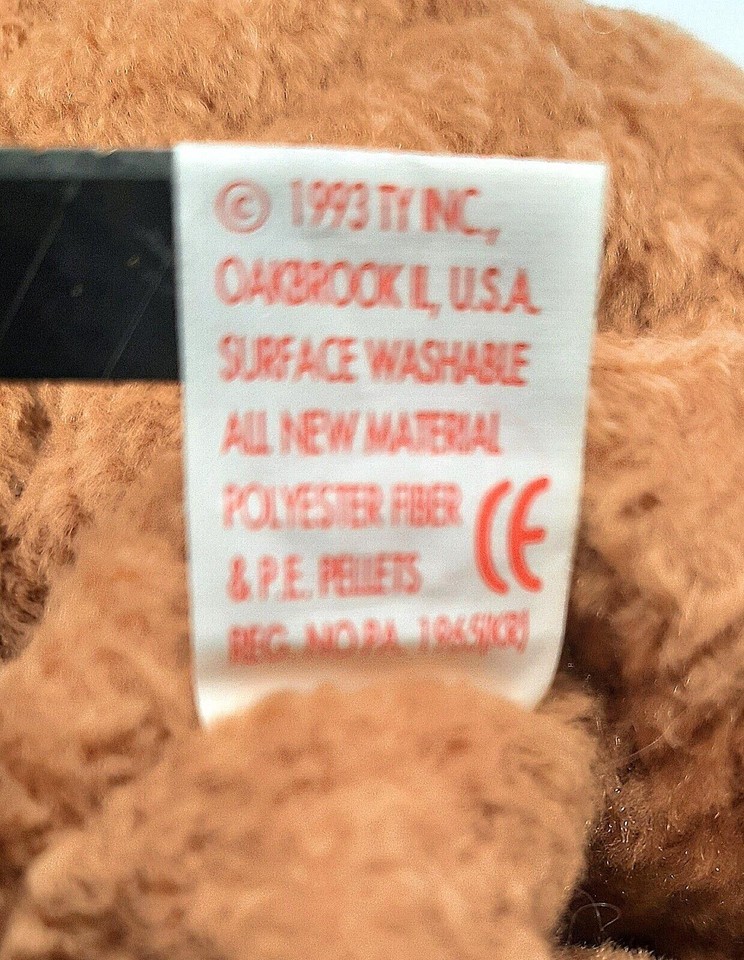 © 1993 TY INC.,
OAKBROOK IL, U.S.A.
SURFACE WASHABLE
ALL NEW MATERIAL
POLYESTER FIBER
& P.E. PELLETS CE
REG. NO.PA. 1965(KR)